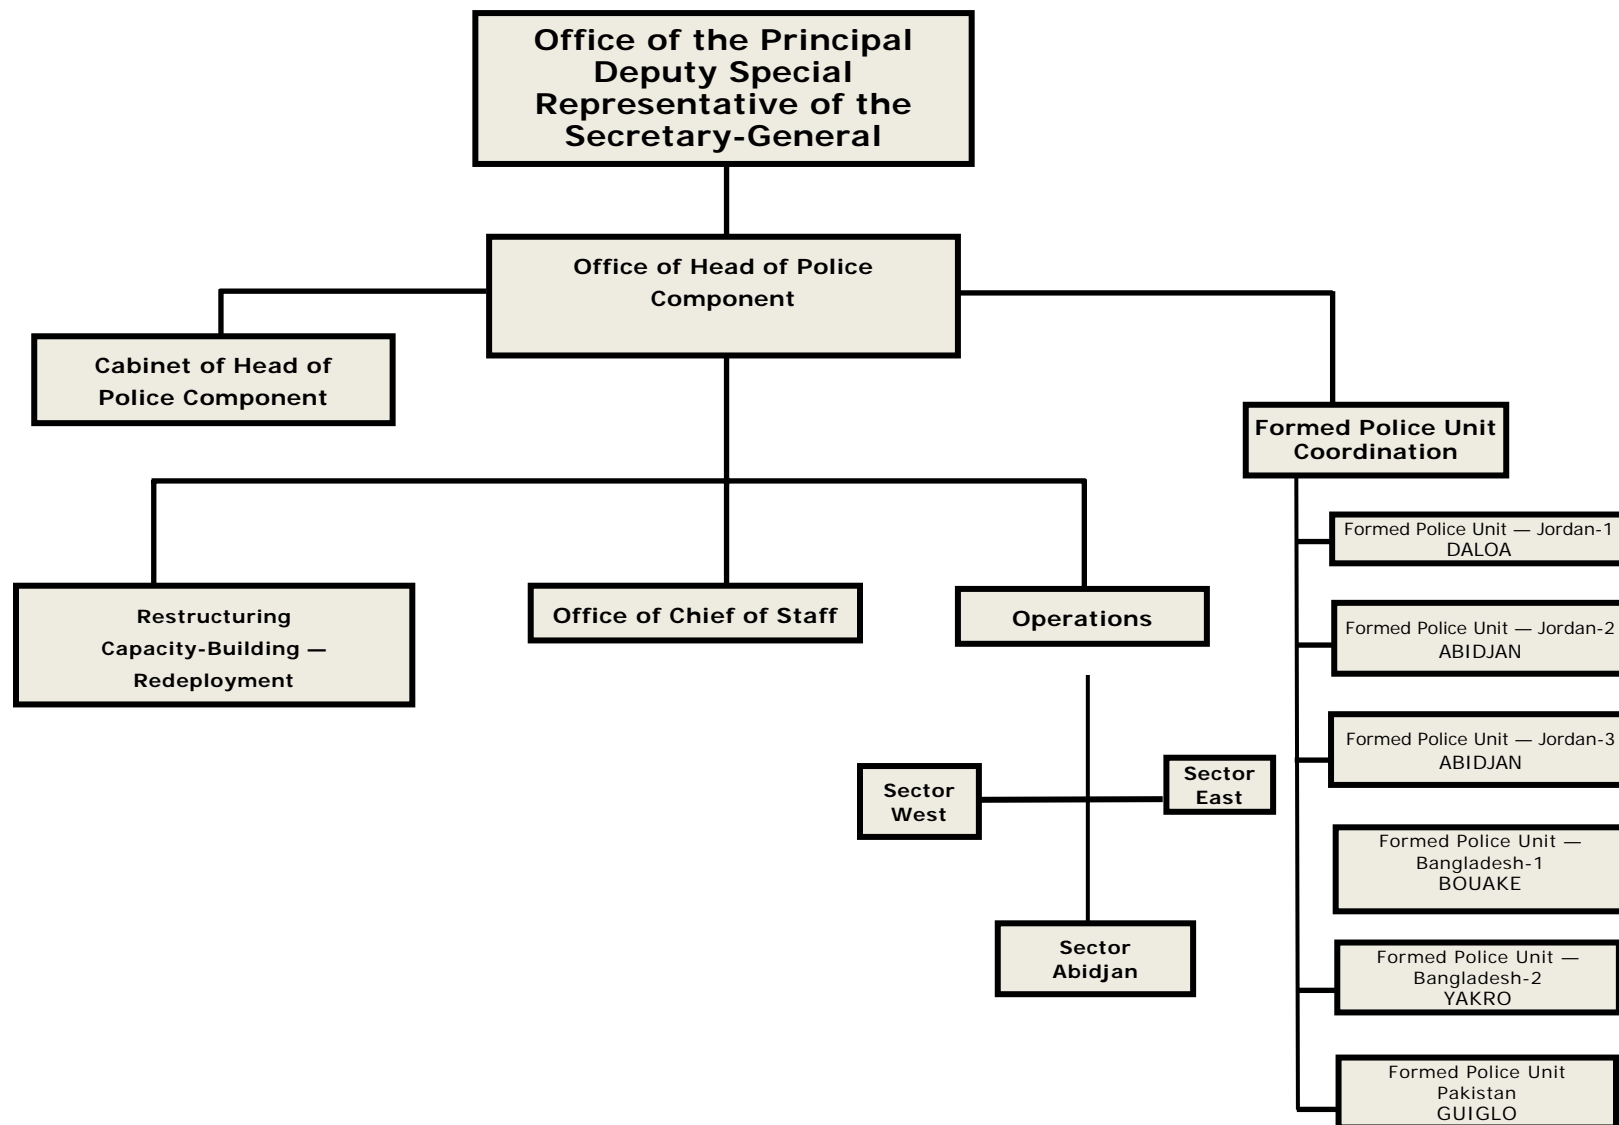 Office of the Principal
Deputy Special
Representative of the
Secretary-General
Office of Head of Police
Component
Cabinet of Head of
Police Component
Formed Police Unit
Coordination
Restructuring
Capacity-Building —
Redeployment
Office of Chief of Staff
Operations
Sector
West
Sector
East
Sector
Abidjan
Formed Police Unit — Jordan-1
DALOA
Formed Police Unit — Jordan-2
ABIDJAN
Formed Police Unit — Jordan-3
ABIDJAN
Formed Police Unit —
Bangladesh-1
BOUAKE
Formed Police Unit —
Bangladesh-2
YAKRO
Formed Police Unit
Pakistan
GUIGLO